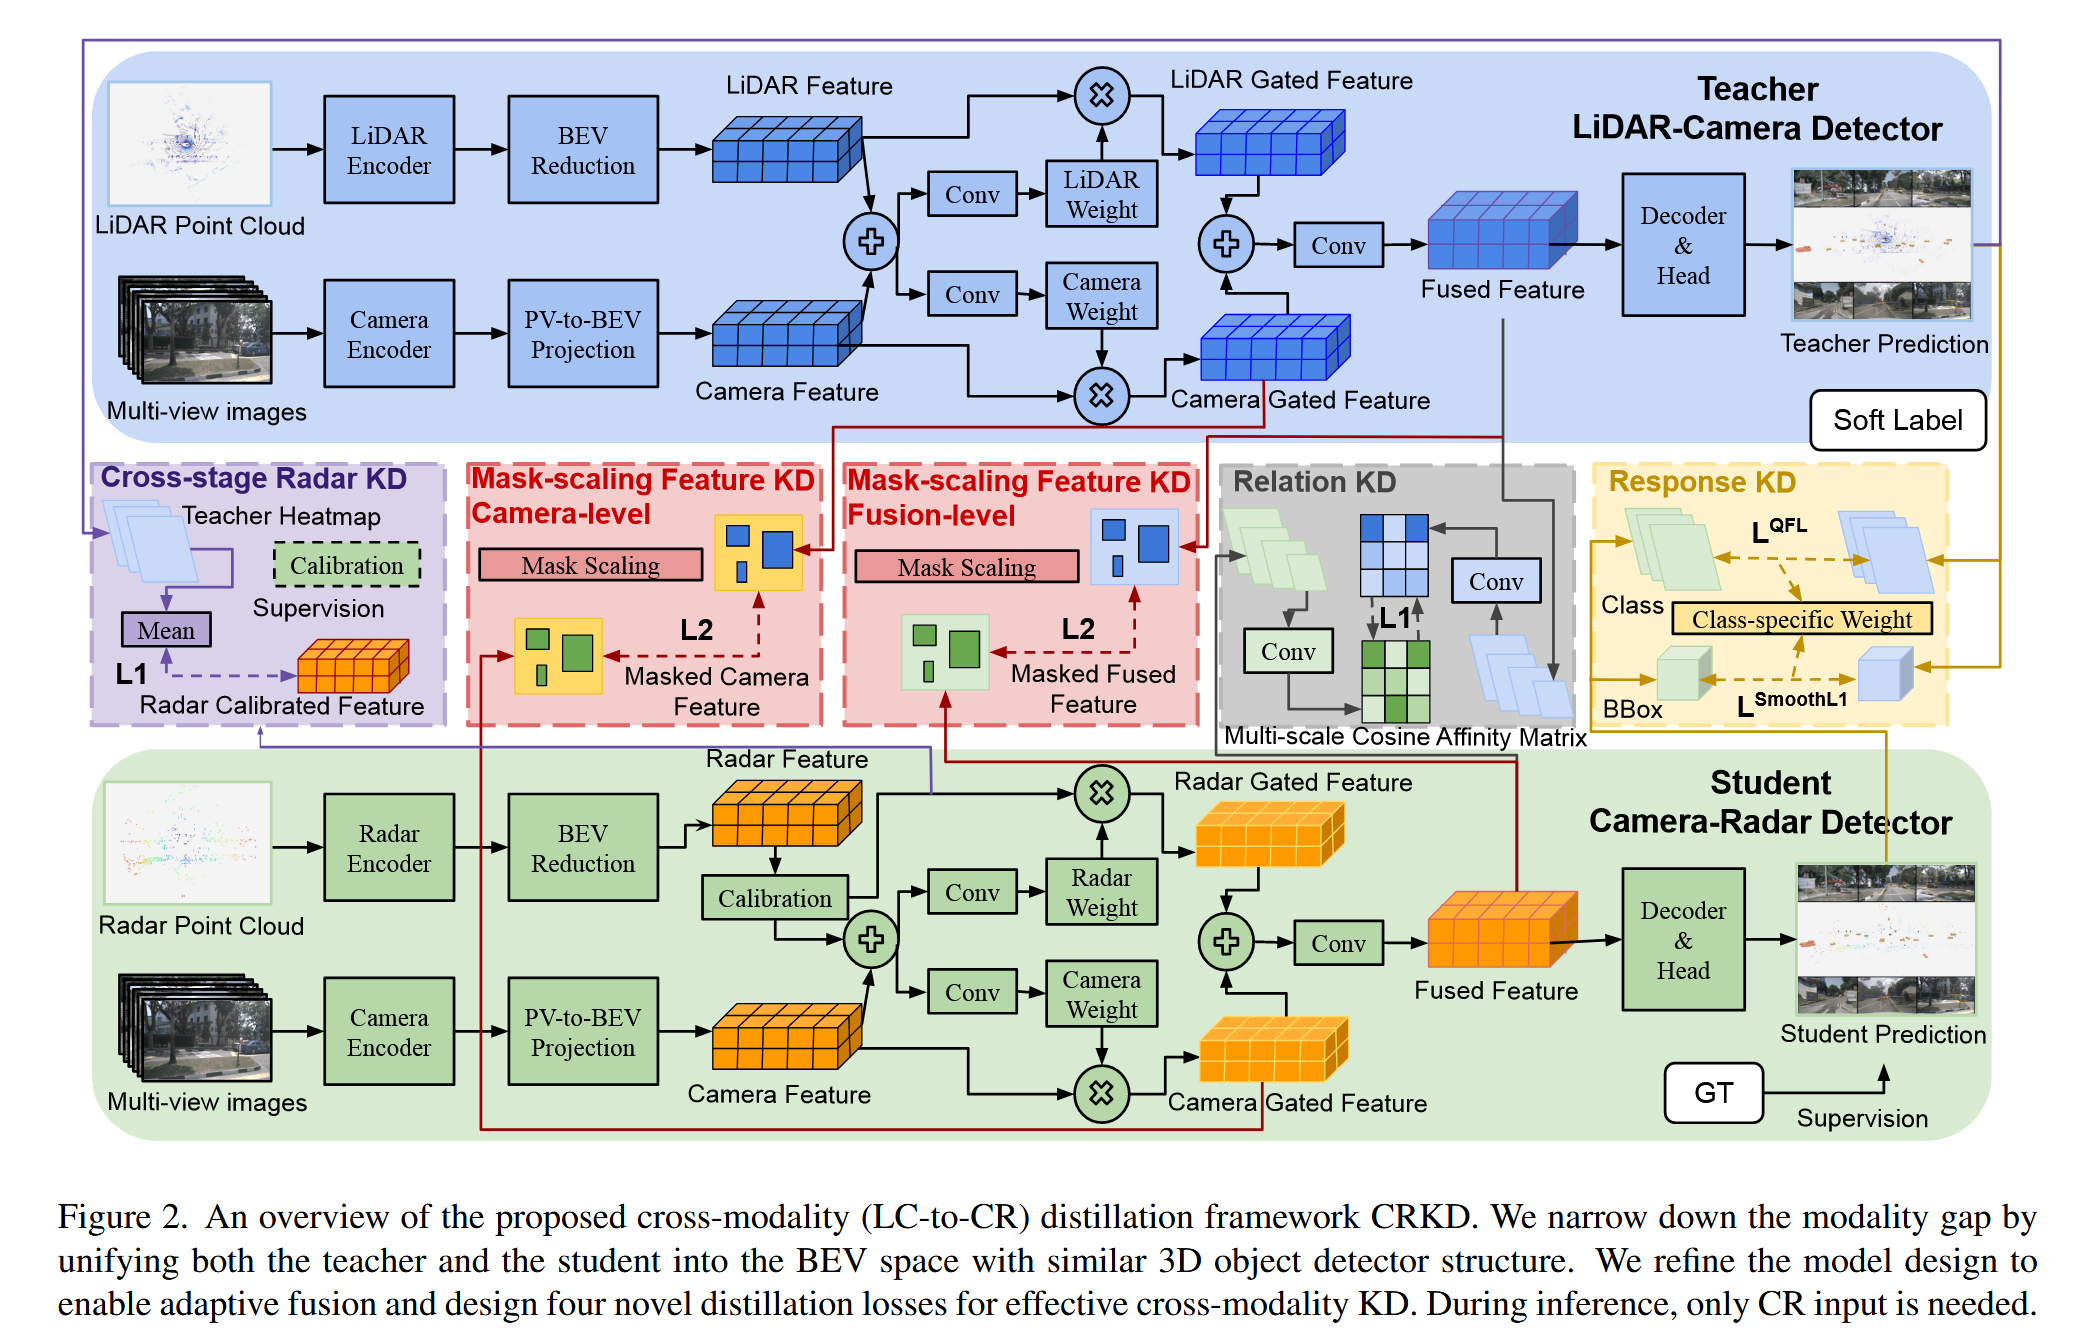 LiDAR Feature
LiDAR Gated Feature
Teacher
LiDAR-Camera Detector
LiDAR
Encoder
BEV
Reduction
Conv
LiDAR
Weight
LiDAR Point Cloud
Decoder
&
Head
Conv
Fused Feature
Camera
Encoder
PV-to-BEV
Projection
Conv
Camera
Weight
Teacher Prediction
Multi-view images
Camera Feature
Camera Gated Feature
Soft Label
Cross-stage Radar KD
Teacher Heatmap
Calibration
Supervision
Mean
L1
Radar Calibrated Feature
Mask-scaling Feature KD
Camera-level
Mask Scaling
L2
Masked Camera
Feature
Mask-scaling Feature KD
Fusion-level
Mask Scaling
L2
Masked Fused
Feature
Relation KD
Conv
L1
Conv
Multi-scale Cosine Affinity Matrix
Response KD
LQFL
Class
Class-specific Weight
BBox
LSmoothL1
Radar Feature
Radar Gated Feature
Student
Camera-Radar Detector
Radar
Encoder
BEV
Reduction
Calibration
Conv
Radar
Weight
Radar Point Cloud
Conv
Fused Feature
Decoder
&
Head
Camera
Encoder
PV-to-BEV
Projection
Conv
Camera
Weight
Student Prediction
Multi-view images
Camera Feature
Camera Gated Feature
GT
Supervision
Figure 2. An overview of the proposed cross-modality (LC-to-CR) distillation framework CRKD. We narrow down the modality gap by
unifying both the teacher and the student into the BEV space with similar 3D object detector structure. We refine the model design to
enable adaptive fusion and design four novel distillation losses for effective cross-modality KD. During inference, only CR input is needed.